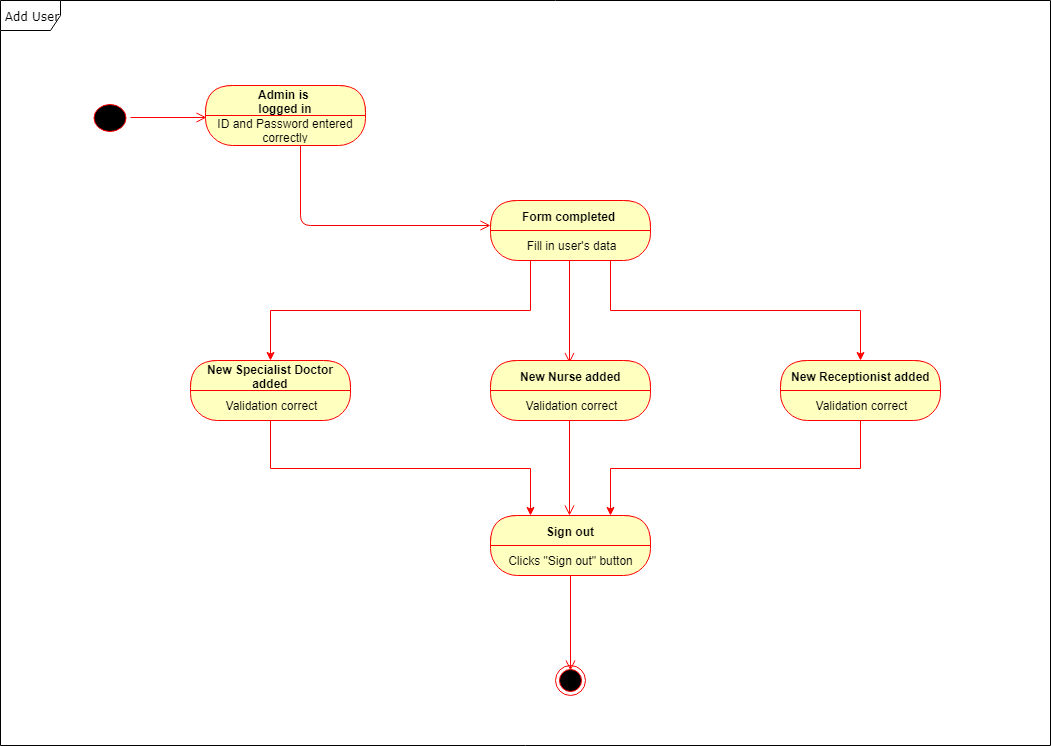 Add User
Admin is
logged in
ID and Password entered
correctly
Form completed
Fill in user's data
New Specialist Doctor
added
Validation correct
New Nurse added
Validation correct
New Receptionist added
Validation correct
Sign out
Clicks "Sign out" button